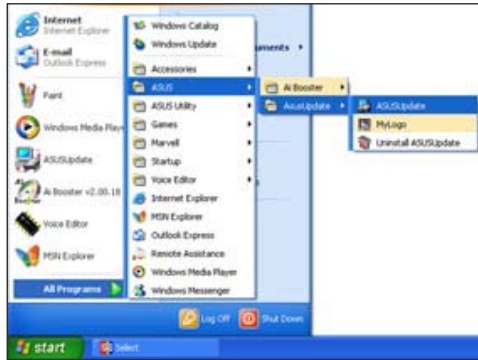 Internet
Internet Explorer
E-mail
Outlook Express
Paint
Windows Media Play
ASUSUpdate
Ai Booster v2.00.18
Voice Editor
MSN Explorer
All Programs
Windows Catalog
Windows Update
Accessories
ASUS
ASUS Utility
Games
Marvell
Startup
Voice Editor
Internet Explorer
MSN Explorer
Outlook Express
Remote Assistance
Windows Media Player
Windows Messenger
uments
Ai Booster
AsusUpdate
ASUSUpdate
MyLogo
Uninstall ASUSUpdate
Log Off
Shut Down
start
Select